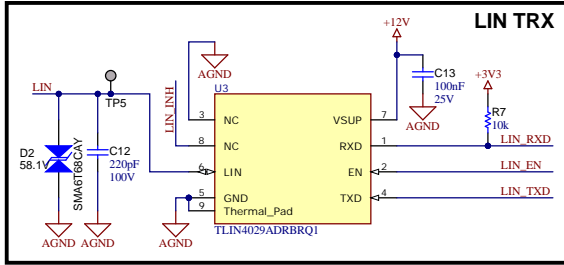 LIN TRX
+12V
AGND
C13
100nF
25V
AGND
+3V3
R7
10k
LIN
TP5
LIN_INH
U3
3 NC
8 NC
6 LIN
5 GND
9 Thermal_Pad
VSUP 7
RXD 1
EN 2
TXD 4
TLIN4029ADRBRQ1
LIN_RXD
LIN_EN
LIN_TXD
D2
58.1V
SMA6T68CAY
C12
220pF
100V
AGND
AGND
AGND